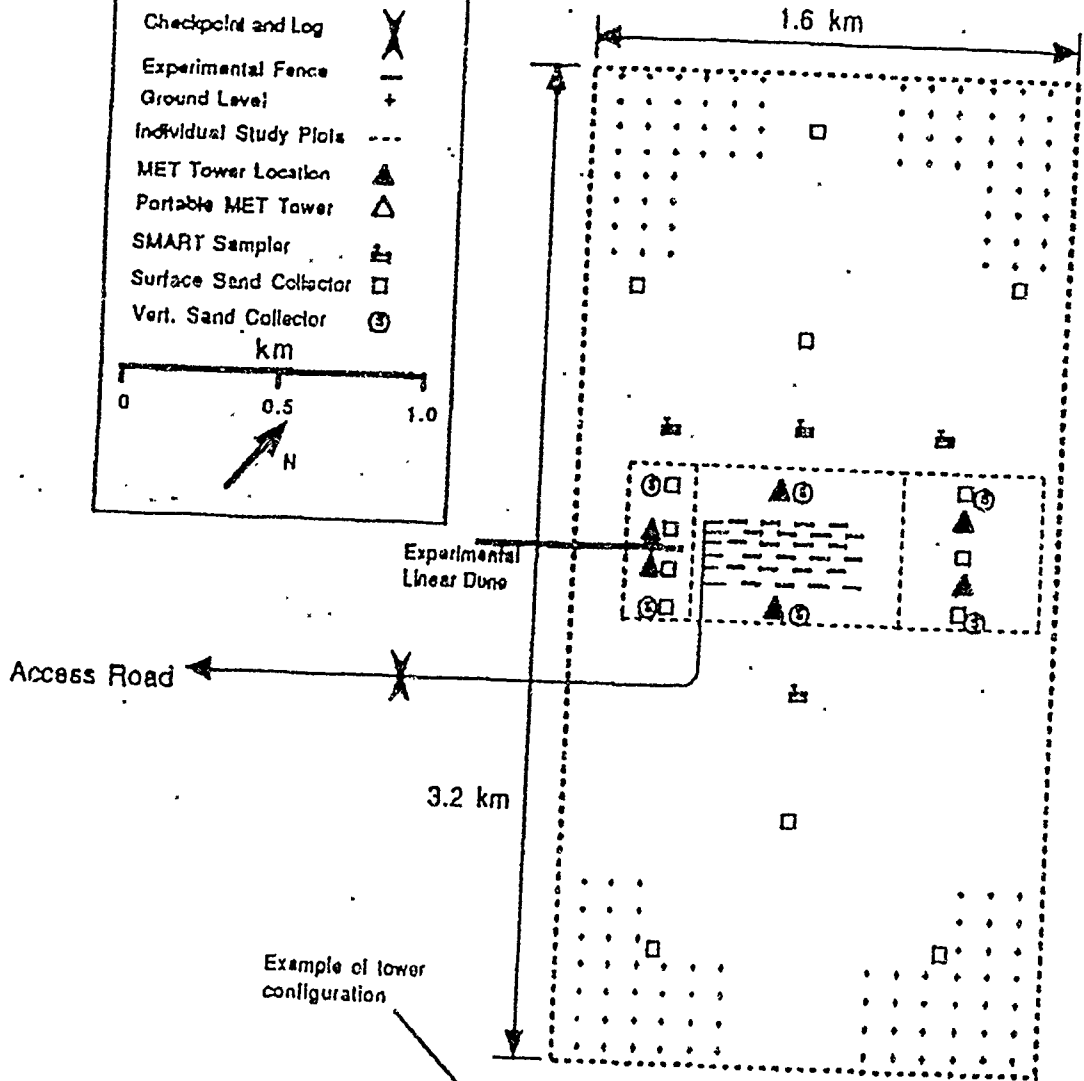 1.6 km
Checkpoint and Log
Experimental Fence
Ground Level
Individual Study Plots
MET Tower Location
Portable MET Tower
SMART Sampler
Surface Sand Collector
Vert. Sand Collector
km
0 0.5 1.0
N
Experimental
Linear Dune
Access Road
3.2 km
Example of tower
configuration